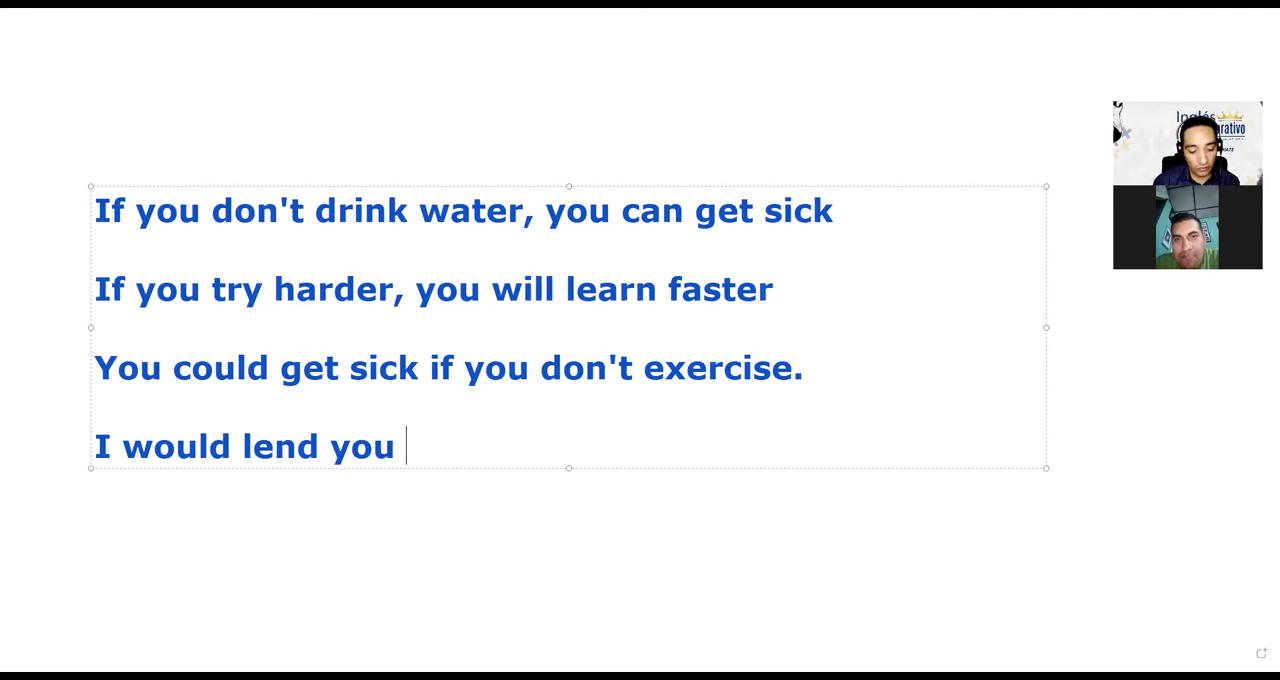 If you don't drink water, you can get sick
If you try harder, you will learn faster
You could get sick if you don't exercise.
I would lend you
Inglés